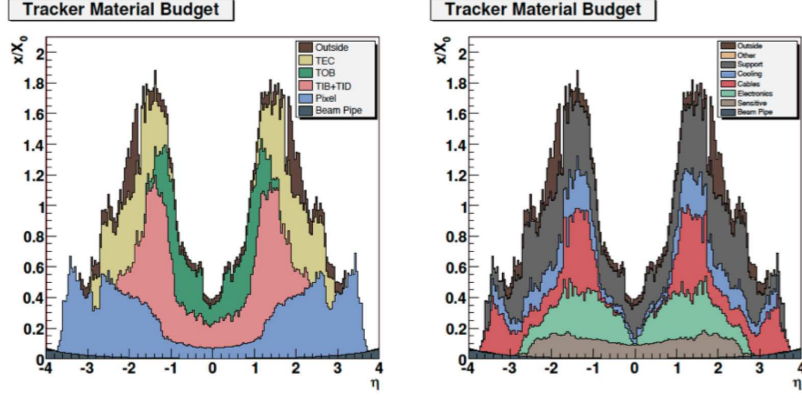 Tracker Material Budget
x/X0
2
1.8
1.6
1.4
1.2
1
0.8
0.6
0.4
0.2
0
-4 -3 -2 -1 0 1 2 3 4
η
Outside
TEC
TOB
TIB+TID
Pixel
Beam Pipe
Tracker Material Budget
x/X0
2
1.8
1.6
1.4
1.2
1
0.8
0.6
0.4
0.2
0
-4 -3 -2 -1 0 1 2 3 4
η
Outside
Other
Support
Cooling
Cables
Electronics
Sensitive
Beam Pipe